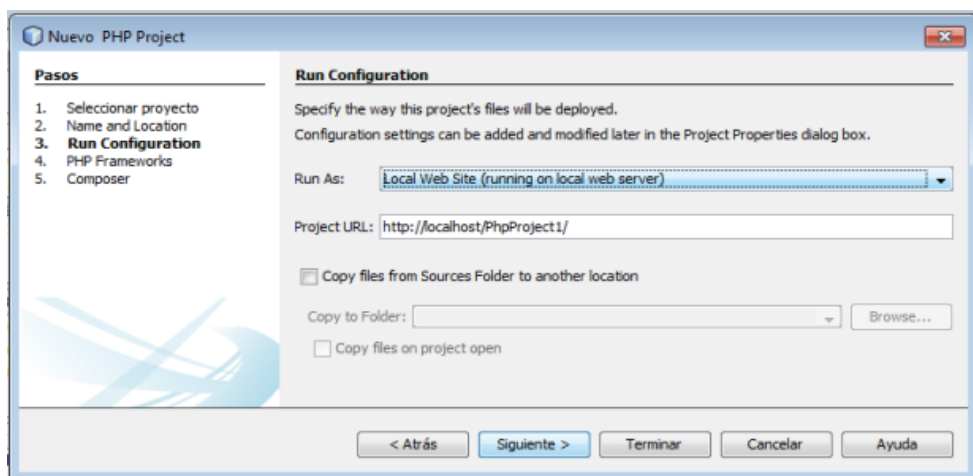 Nuevo PHP Project
Pasos
1. Seleccionar proyecto
2. Name and Location
3. Run Configuration
4. PHP Frameworks
5. Composer
Run Configuration
Specify the way this project's files will be deployed.
Configuration settings can be added and modified later in the Project Properties dialog box.
Run As: Local Web Site (running on local web server)
Project URL: http://localhost/PhpProject1/
Copy files from Sources Folder to another location
Copy to Folder: Browse...
Copy files on project open
< Atrás Siguiente > Terminar Cancelar Ayuda